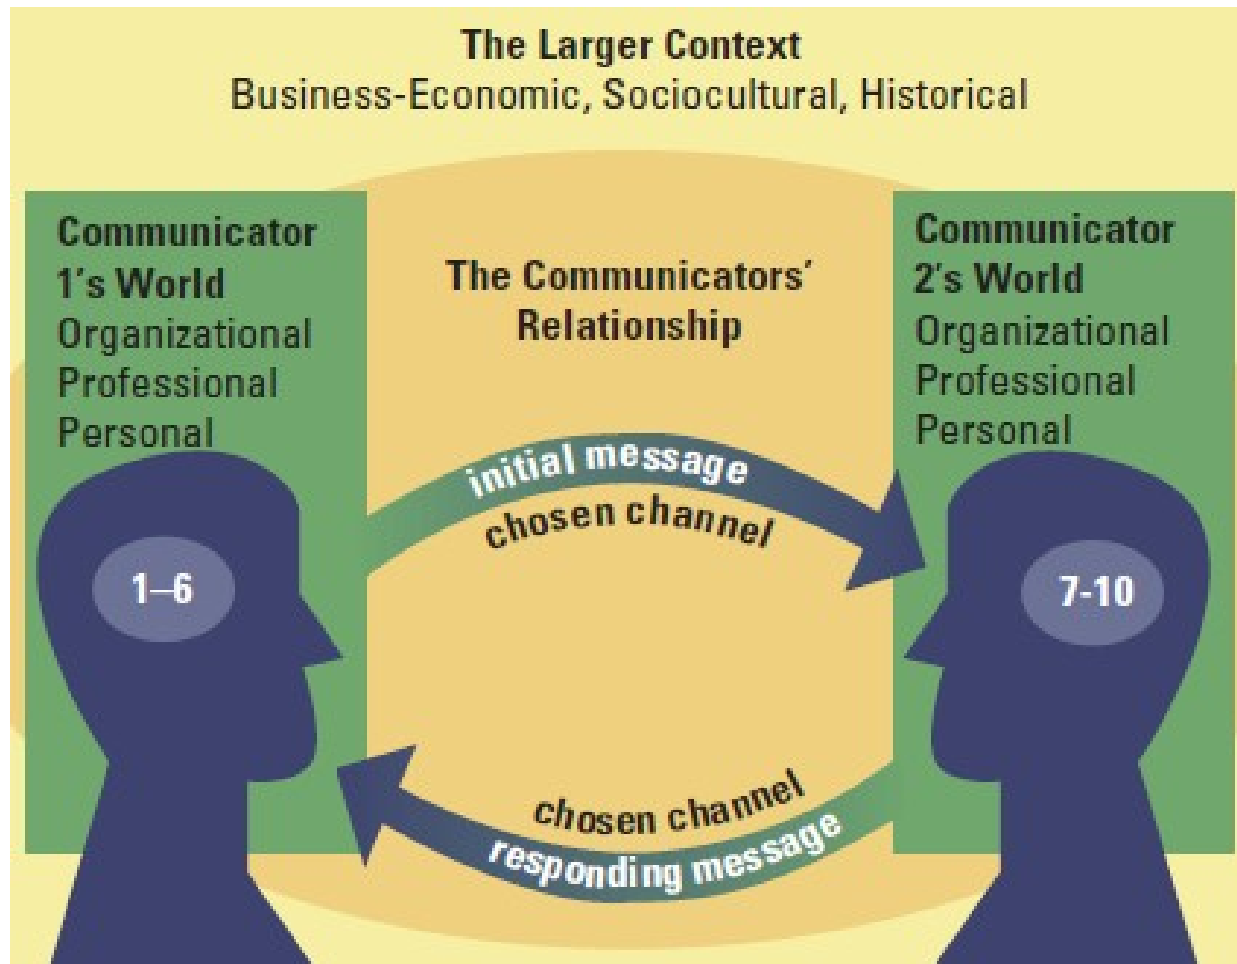 The Larger Context
Business-Economic, Sociocultural, Historical
Communicator
1's World
Organizational
Professional
Personal
The Communicators'
Relationship
Communicator
2's World
Organizational
Professional
Personal
initial message
chosen channel
1–6
7-10
chosen channel
responding message